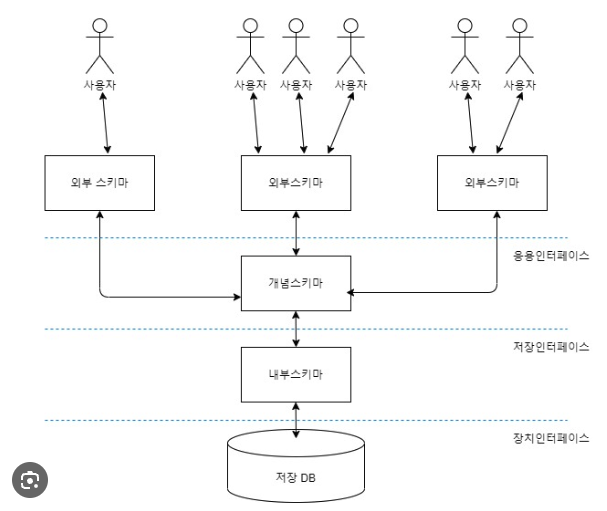 사용자
사용자
사용자
사용자
사용자
사용자
외부 스키마
외부스키마
외부스키마
응용인터페이스
개념스키마
저장인터페이스
내부스키마
장치인터페이스
저장 DB